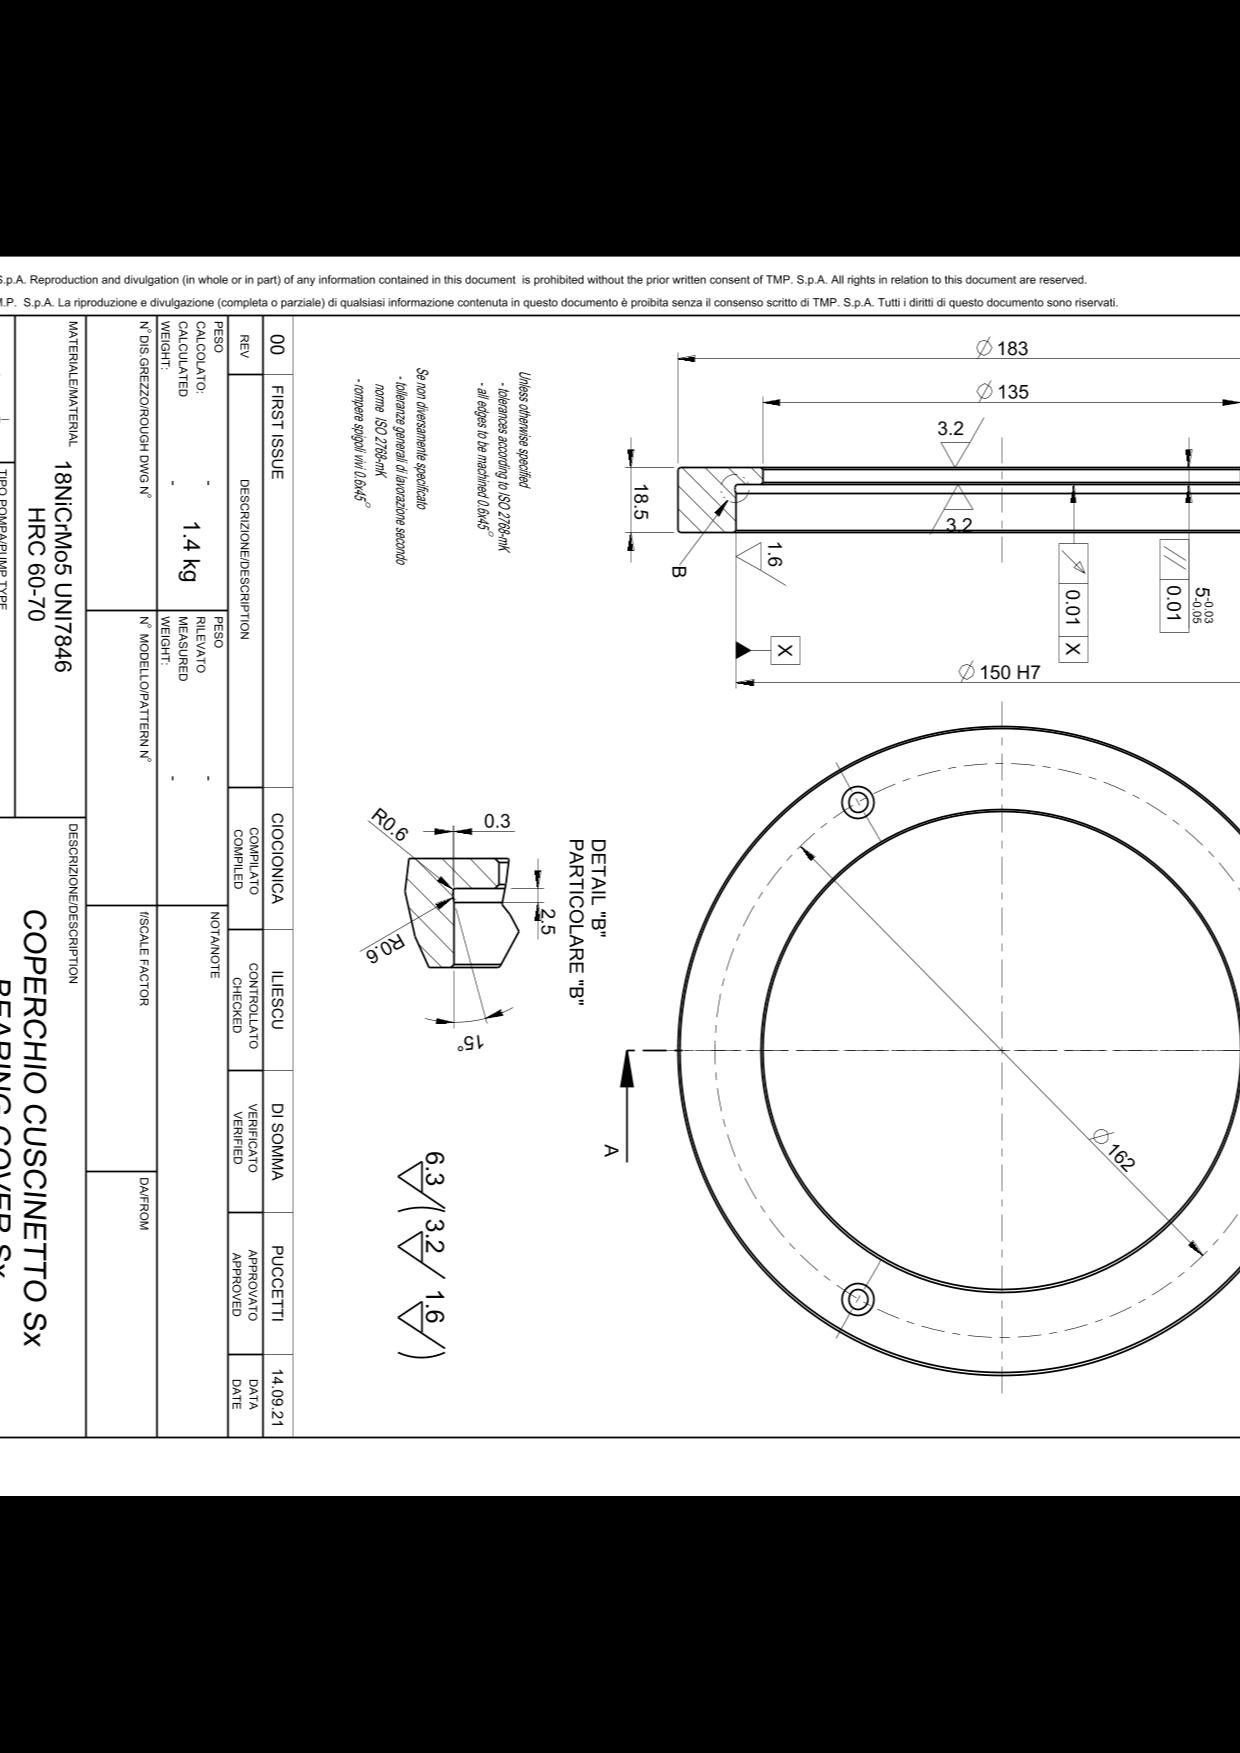 S.p.A. Reproduction and divulgation (in whole or in part) of any information contained in this document is prohibited without the prior written consent of TMP. S.p.A. All rights in relation to this document are reserved.
M.P. S.p.A. La riproduzione e divulgazione (completa o parziale) di qualsiasi informazione contenuta in questo documento è proibita senza il consenso scritto di TMP. S.p.A. Tutti i diritti di questo documento sono riservati.
∅ 183
∅ 135
3.2
3.2
18.5
B
1.6
X
0.01 X
0.01
5 -0.03 -0.05
∅ 150 H7
∅ 162
A
Unless otherwise specified
- tolerances according to ISO 2768-mK
- all edges to be machined 0.6x45°
Se non diversamente specificato
- tolleranze generali di lavorazione secondo
norme ISO 2768-mK
- rompere spigoli vivi 0.6x45°
DETAIL "B"
PARTICOLARE "B"
0.3
2.5
R0.6
R0.6
15°
6.3 ( 3.2 1.6 )
00 FIRST ISSUE CIOCIONICA ILIESCU DI SOMMA PUCCETTI 14.09.21
REV DECRIZIONE/DESCRIPTION
COMPILATO
COMPILED
CONTROLLATO
CHECKED
VERIFICATO
VERIFIED
APPROVATO
APPROVED
DATA
DATE
PESO
CALCOLATO:
CALCULATED
WEIGHT:
-
1.4 kg
-
PESO
RILEVATO
MEASURED
WEIGHT:
-
-
NOTA/NOTE
N° DIS.GREZZO/ROUGH DWG N°
N° MODELLO/PATTERN N°
f/SCALE FACTOR
DA/FROM
MATERIALE/MATERIAL
18NiCrMo5 UNI7846
HRC 60-70
DESCRIZIONE/DESCRIPTION
COPERCHIO CUSCINETTO Sx
BEARING COVER Sx
TIPO POMPA/PUMP TYPE